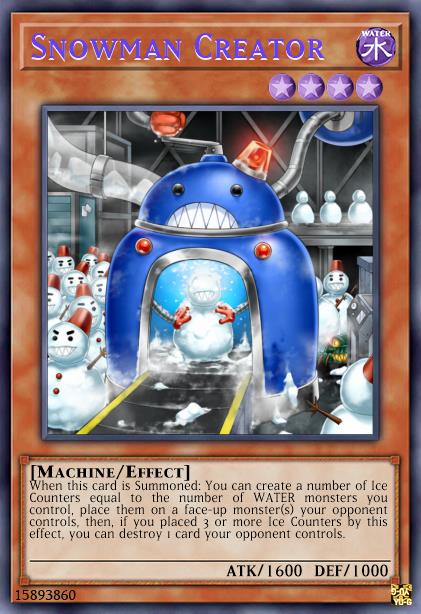 Snowman Creator
WATER
水
[Machine/Effect]
When this card is Summoned: You can create a number of Ice
Counters equal to the number of WATER monsters you
control, place them on a face-up monster(s) your opponent
controls, then, if you placed 3 or more Ice Counters by this
effect, you can destroy 1 card your opponent controls.
ATK/1600 DEF/1000
15893860